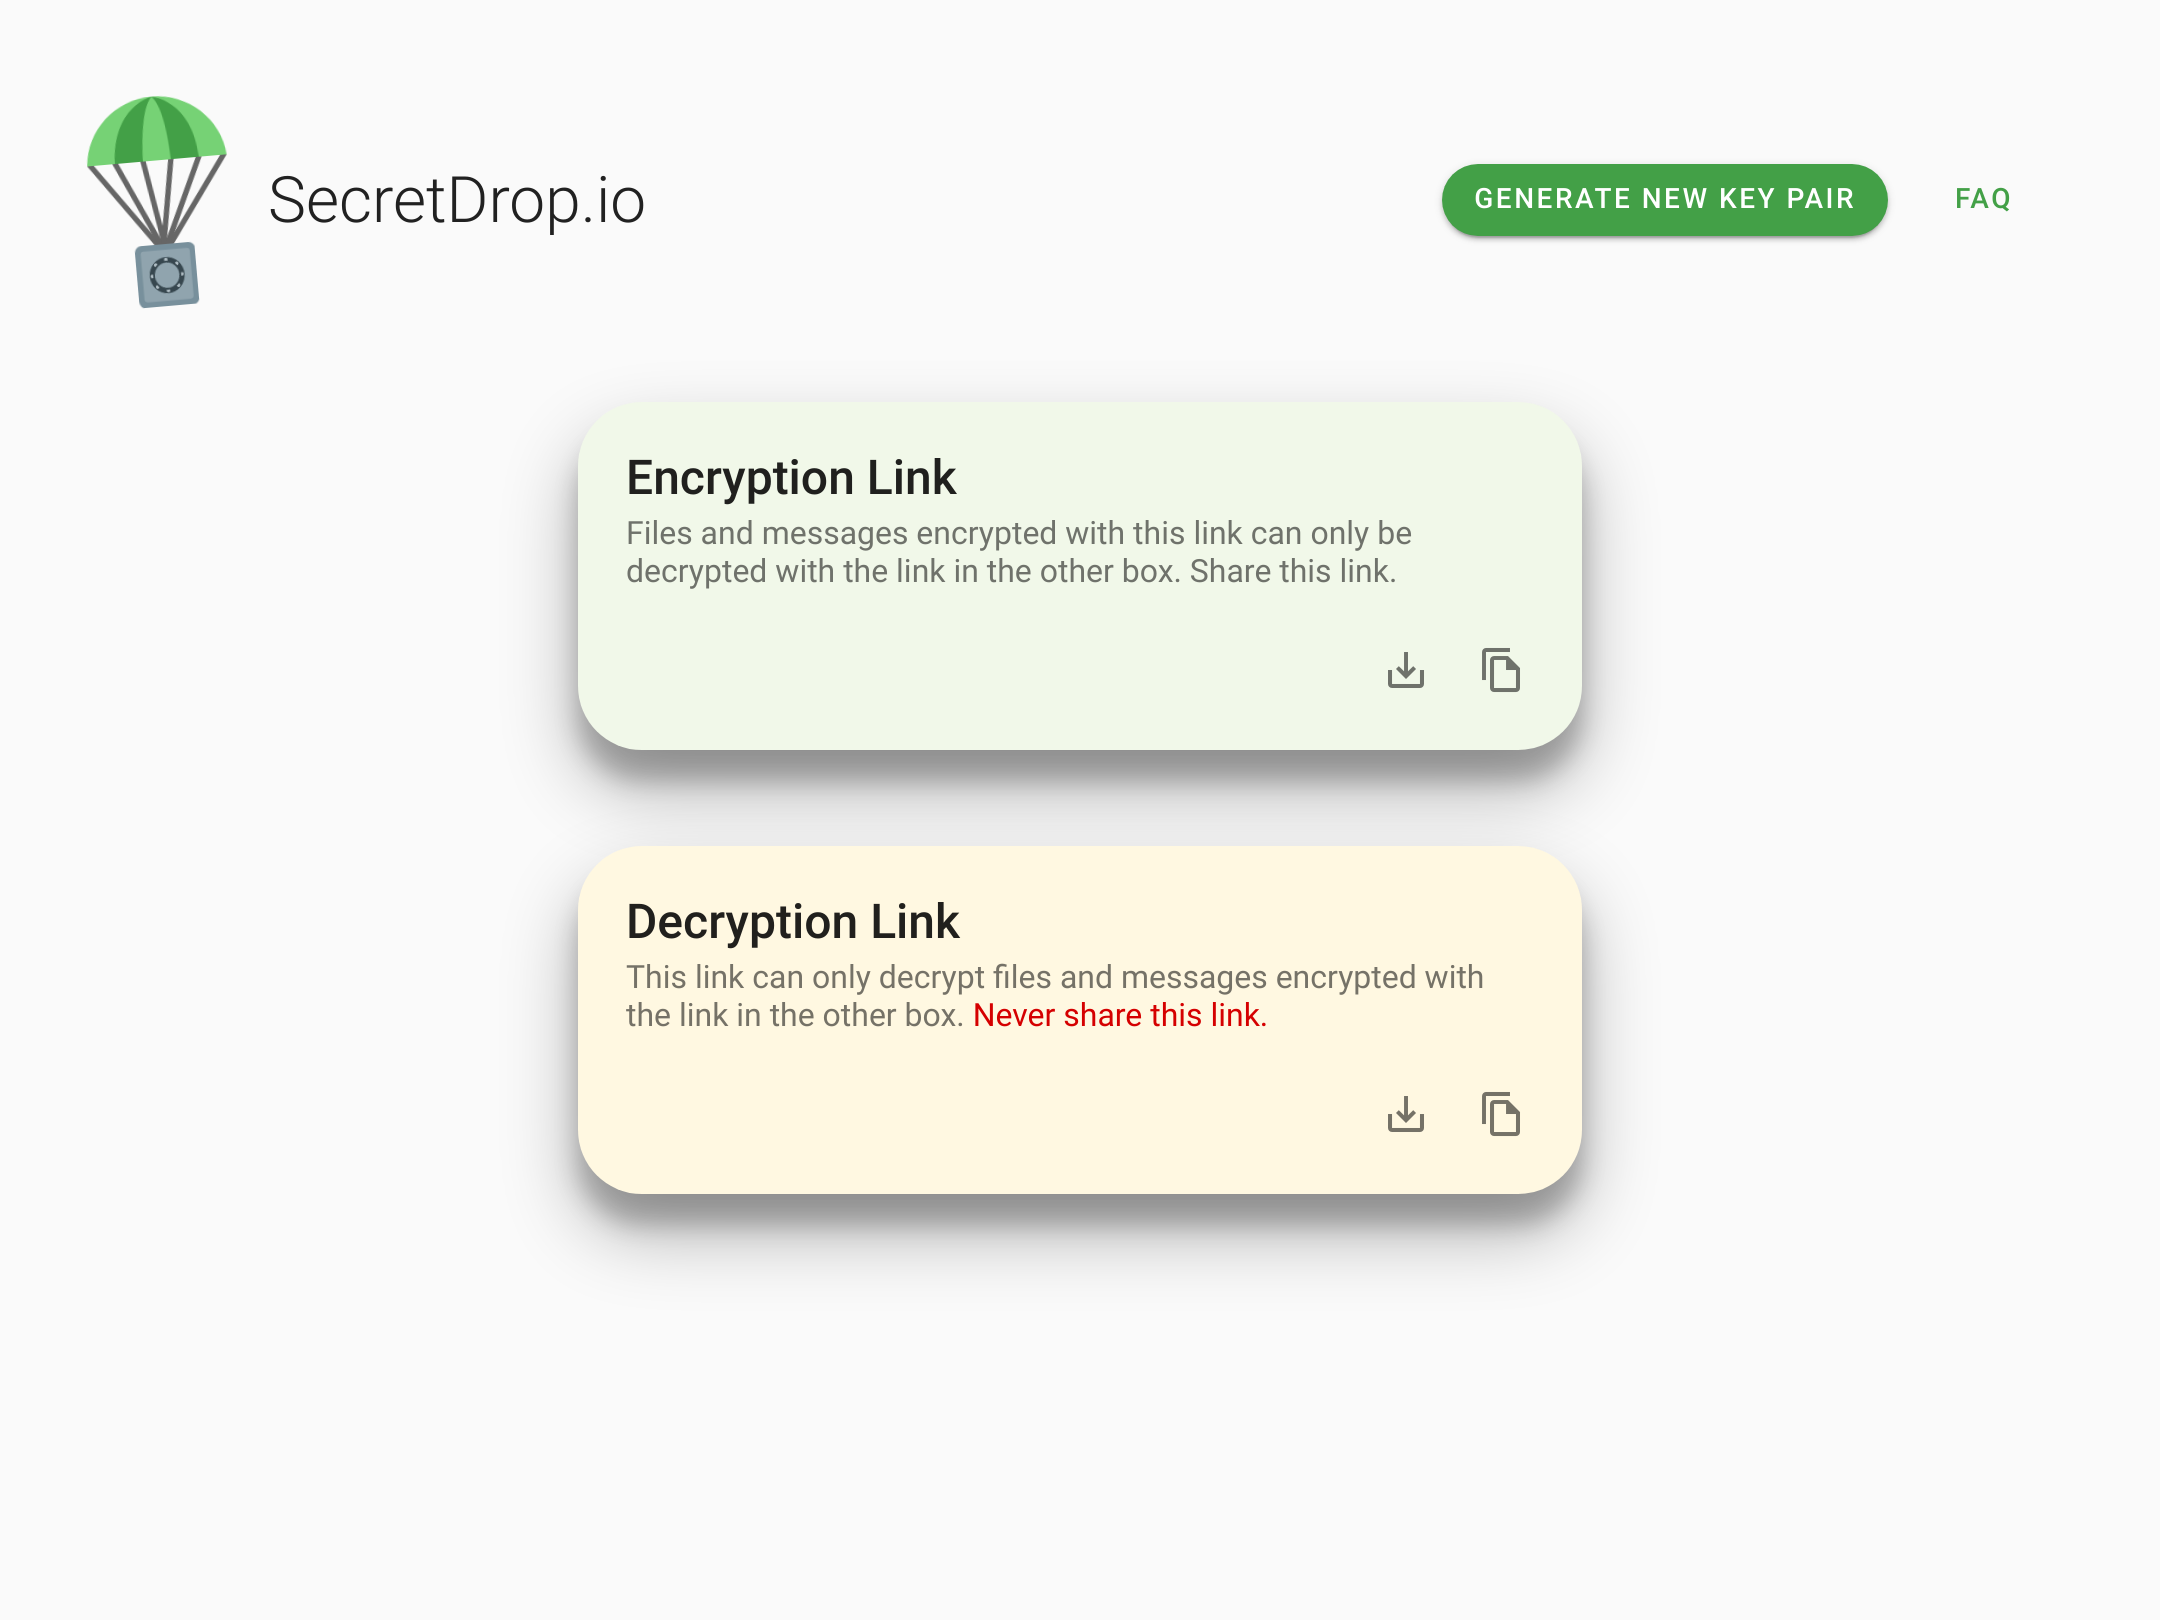 SecretDrop.io
GENERATE NEW KEY PAIR
FAQ
Encryption Link
Files and messages encrypted with this link can only be
decrypted with the link in the other box. Share this link.
Decryption Link
This link can only decrypt files and messages encrypted with
the link in the other box. Never share this link.